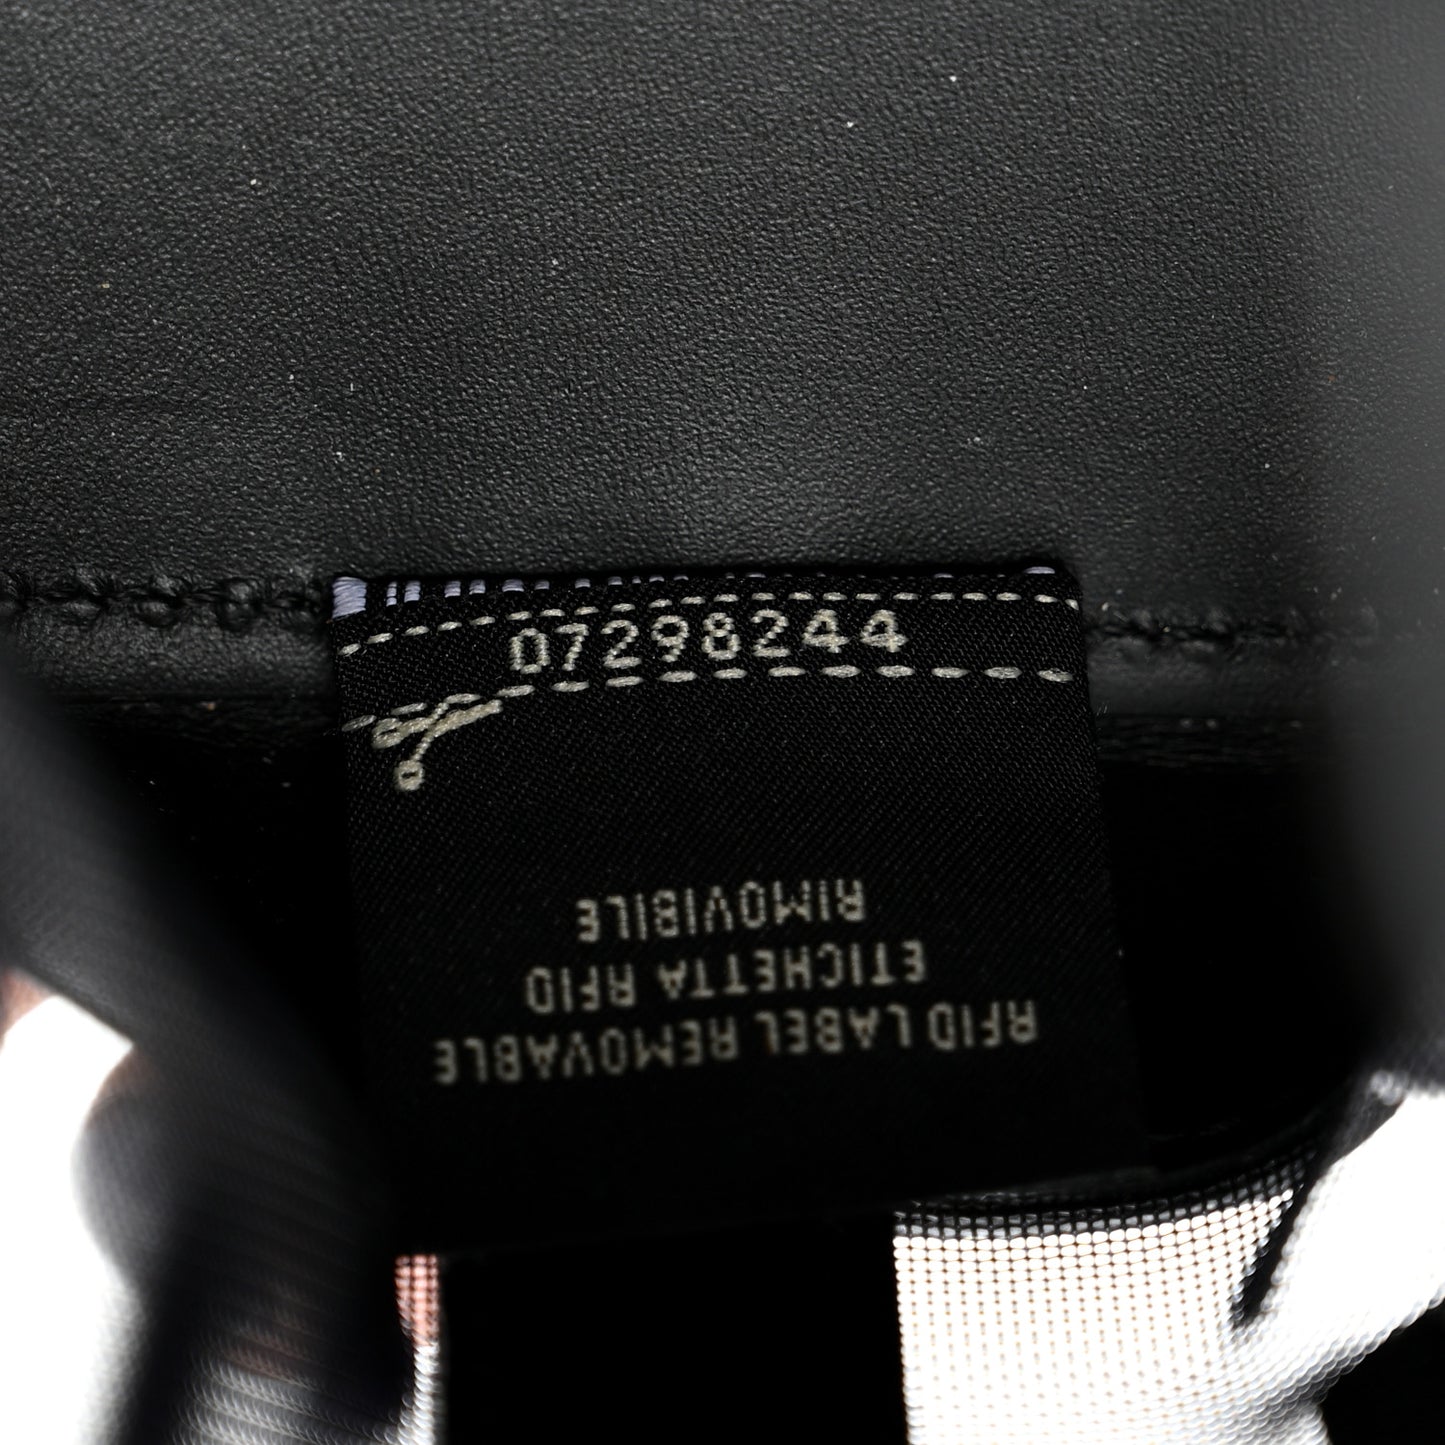 07298244
RFID LABEL REMOVABLE
ETICHETTA RFID
RIMOVIBILE